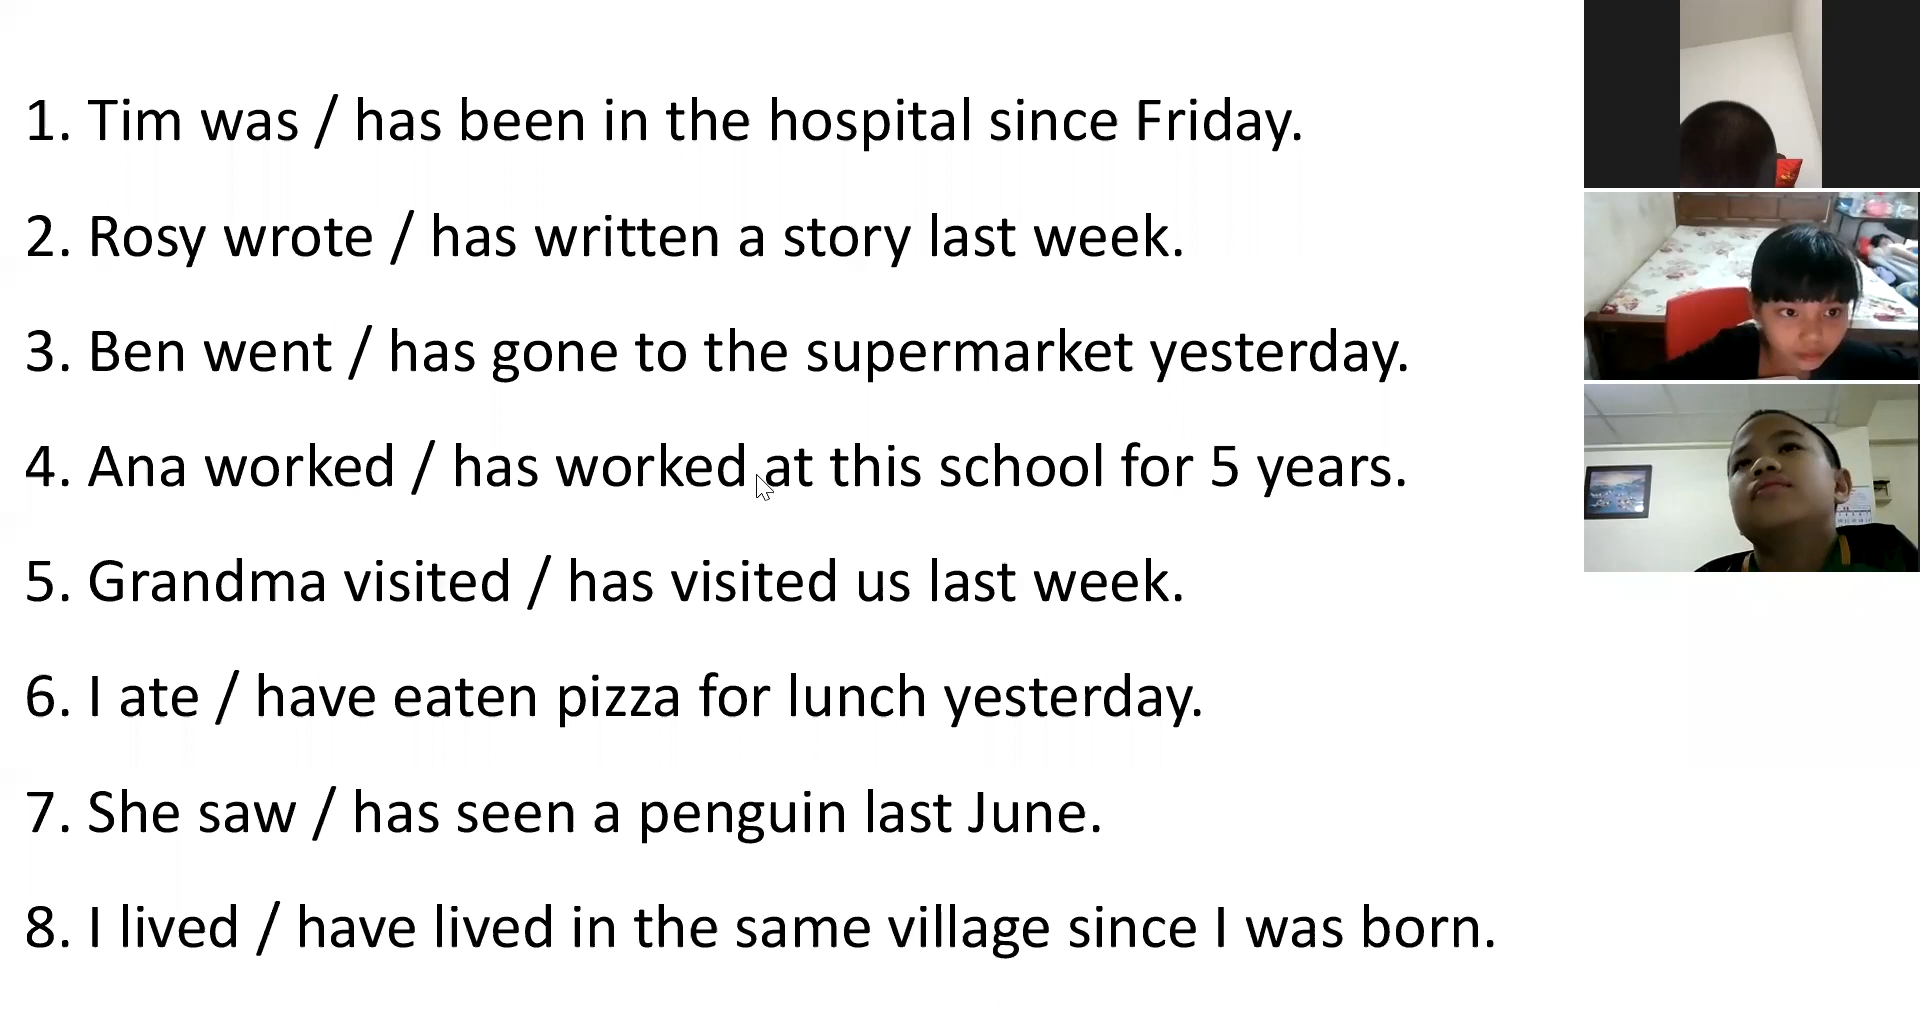 1. Tim was / has been in the hospital since Friday.
2. Rosy wrote / has written a story last week.
3. Ben went / has gone to the supermarket yesterday.
4. Ana worked / has worked at this school for 5 years.
5. Grandma visited / has visited us last week.
6. I ate / have eaten pizza for lunch yesterday.
7. She saw / has seen a penguin last June.
8. I lived / have lived in the same village since I was born.